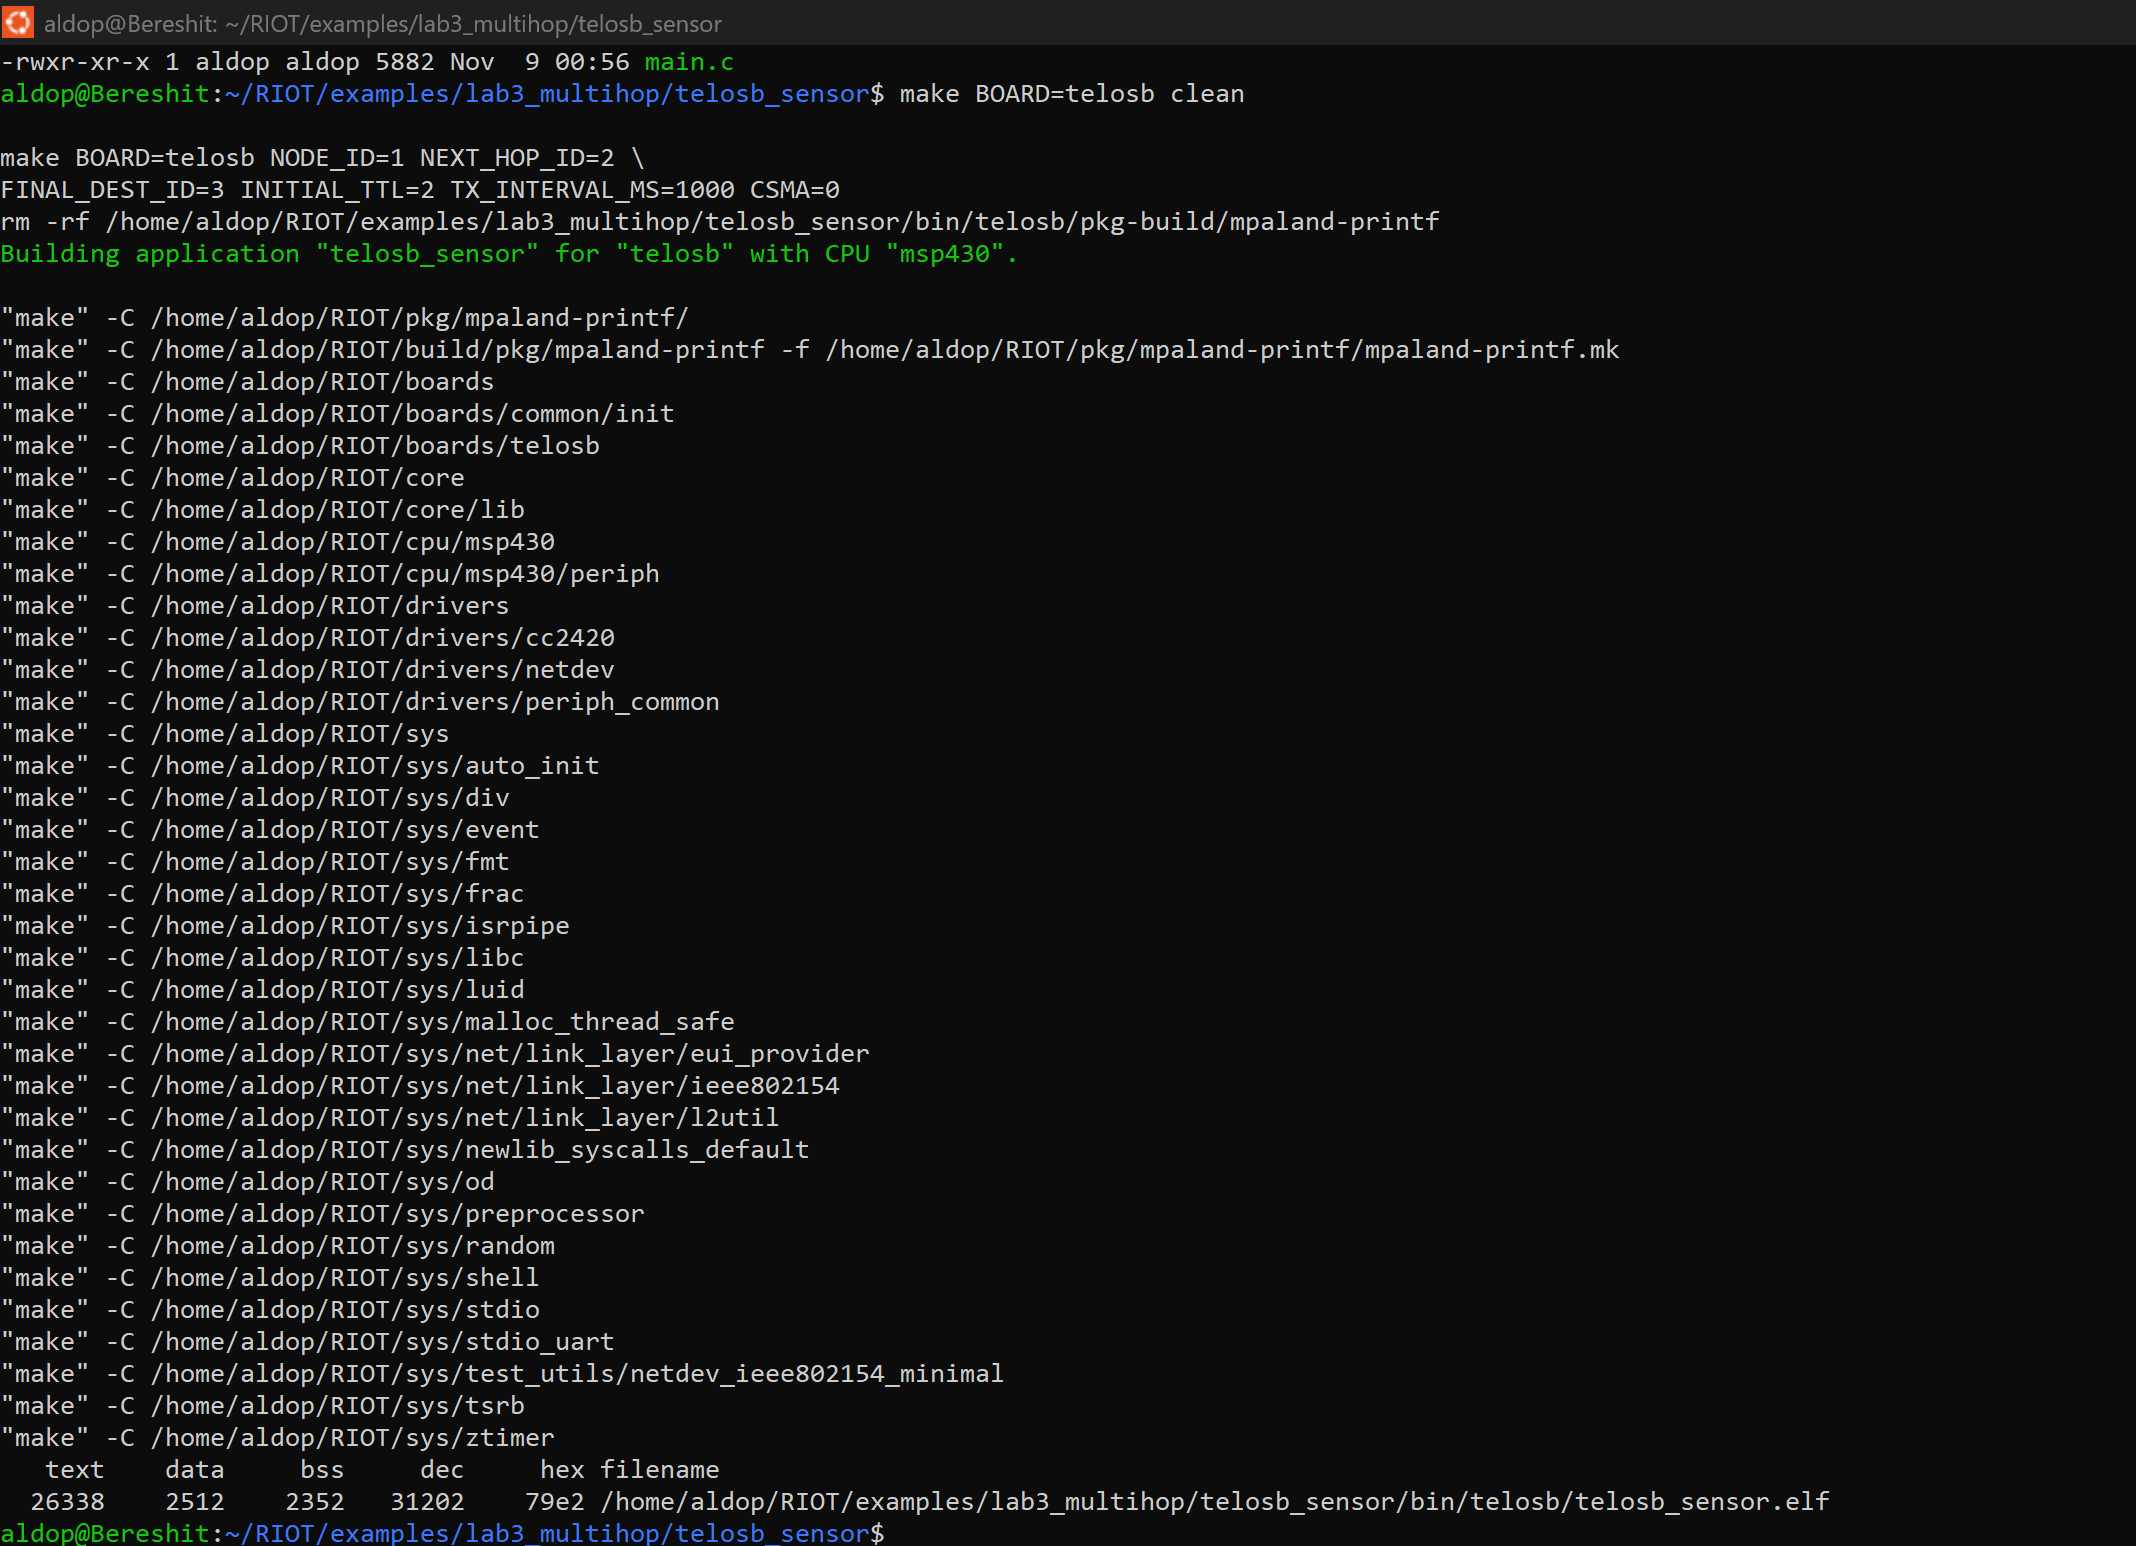 aldop@Bereshit: ~/RIOT/examples/lab3_multihop/telosb_sensor
-rwxr-xr-x 1 aldop aldop 5882 Nov  9 00:56 main.c
aldop@Bereshit:~/RIOT/examples/lab3_multihop/telosb_sensor$ make BOARD=telosb clean

make BOARD=telosb NODE_ID=1 NEXT_HOP_ID=2 \
FINAL_DEST_ID=3 INITIAL_TTL=2 TX_INTERVAL_MS=1000 CSMA=0
rm -rf /home/aldop/RIOT/examples/lab3_multihop/telosb_sensor/bin/telosb/pkg-build/mpaland-printf
Building application "telosb_sensor" for "telosb" with CPU "msp430".

"make" -C /home/aldop/RIOT/pkg/mpaland-printf/
"make" -C /home/aldop/RIOT/build/pkg/mpaland-printf -f /home/aldop/RIOT/pkg/mpaland-printf/mpaland-printf.mk
"make" -C /home/aldop/RIOT/boards
"make" -C /home/aldop/RIOT/boards/common/init
"make" -C /home/aldop/RIOT/boards/telosb
"make" -C /home/aldop/RIOT/core
"make" -C /home/aldop/RIOT/core/lib
"make" -C /home/aldop/RIOT/cpu/msp430
"make" -C /home/aldop/RIOT/cpu/msp430/periph
"make" -C /home/aldop/RIOT/drivers
"make" -C /home/aldop/RIOT/drivers/cc2420
"make" -C /home/aldop/RIOT/drivers/netdev
"make" -C /home/aldop/RIOT/drivers/periph_common
"make" -C /home/aldop/RIOT/sys
"make" -C /home/aldop/RIOT/sys/auto_init
"make" -C /home/aldop/RIOT/sys/div
"make" -C /home/aldop/RIOT/sys/event
"make" -C /home/aldop/RIOT/sys/fmt
"make" -C /home/aldop/RIOT/sys/frac
"make" -C /home/aldop/RIOT/sys/isrpipe
"make" -C /home/aldop/RIOT/sys/libc
"make" -C /home/aldop/RIOT/sys/luid
"make" -C /home/aldop/RIOT/sys/malloc_thread_safe
"make" -C /home/aldop/RIOT/sys/net/link_layer/eui_provider
"make" -C /home/aldop/RIOT/sys/net/link_layer/ieee802154
"make" -C /home/aldop/RIOT/sys/net/link_layer/l2util
"make" -C /home/aldop/RIOT/sys/newlib_syscalls_default
"make" -C /home/aldop/RIOT/sys/od
"make" -C /home/aldop/RIOT/sys/preprocessor
"make" -C /home/aldop/RIOT/sys/random
"make" -C /home/aldop/RIOT/sys/shell
"make" -C /home/aldop/RIOT/sys/stdio
"make" -C /home/aldop/RIOT/sys/stdio_uart
"make" -C /home/aldop/RIOT/sys/test_utils/netdev_ieee802154_minimal
"make" -C /home/aldop/RIOT/sys/tsrb
"make" -C /home/aldop/RIOT/sys/ztimer
   text    data     bss     dec     hex filename
  26338    2512    2352   31202    79e2 /home/aldop/RIOT/examples/lab3_multihop/telosb_sensor/bin/telosb/telosb_sensor.elf
aldop@Bereshit:~/RIOT/examples/lab3_multihop/telosb_sensor$